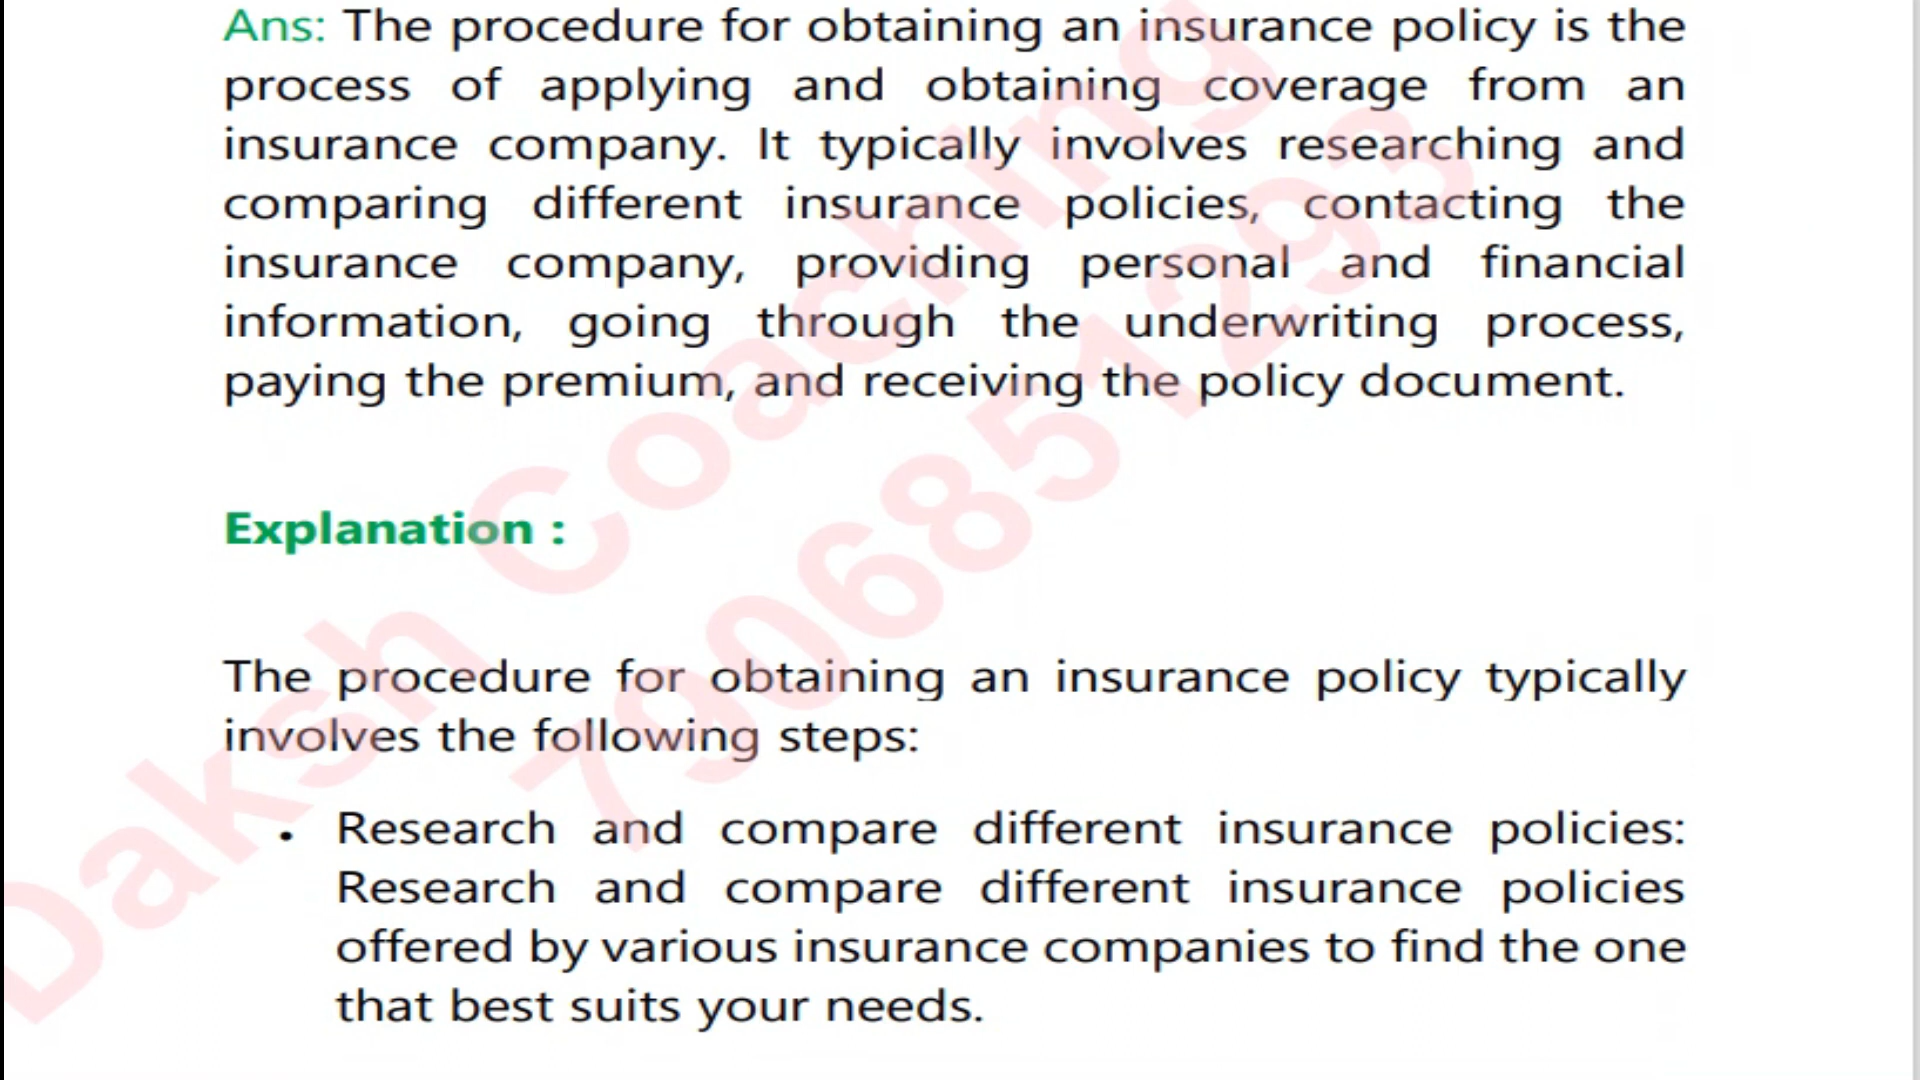 Ans: The procedure for obtaining an insurance policy is the
process of applying and obtaining coverage from an
insurance company. It typically involves researching and
comparing different insurance policies, contacting the
insurance company, providing personal and financial
information, going through the underwriting process,
paying the premium, and receiving the policy document.
Explanation :
The procedure for obtaining an insurance policy typically
involves the following steps:
• Research and compare different insurance policies:
Research and compare different insurance policies
offered by various insurance companies to find the one
that best suits your needs.
Daksh Coaching
7906851293